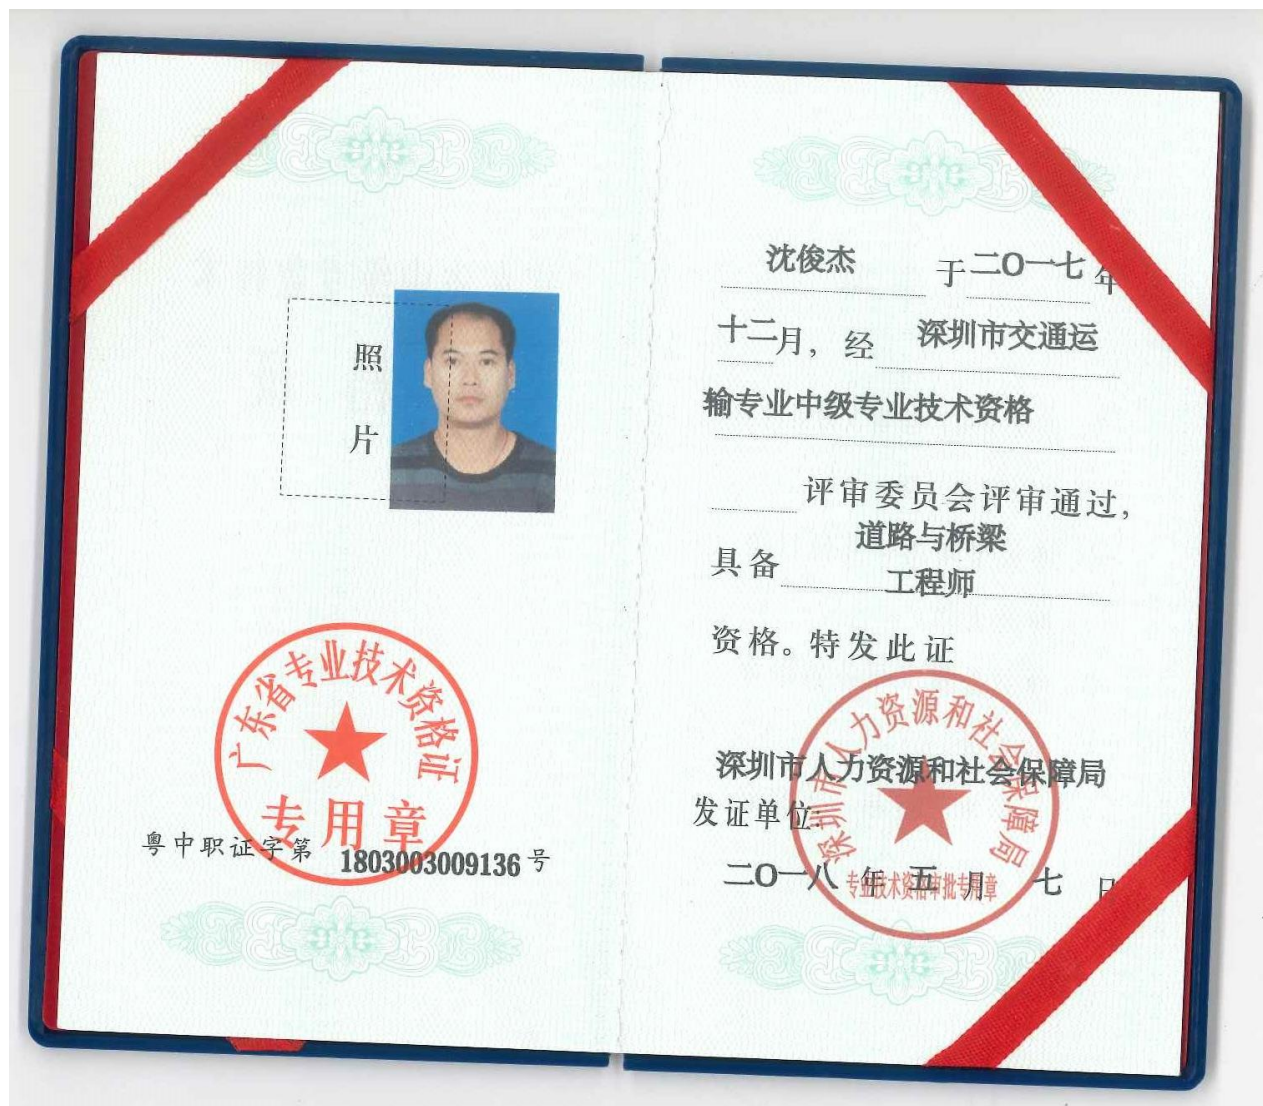 照
片
广东省专业技术资格证
专用章
粤中职证字第 1803003009136 号
沈俊杰 于二〇一七年
十二月，经 深圳市交通运
输专业中级专业技术资格
评审委员会评审通过，
道路与桥梁
具备 工程师
资格。特发此证
深圳市人力资源和社会保障局
深圳市人力资源和社会保障局
发证单位：
二〇一八 年 五 月 七 日
专业技术资格审批专用章